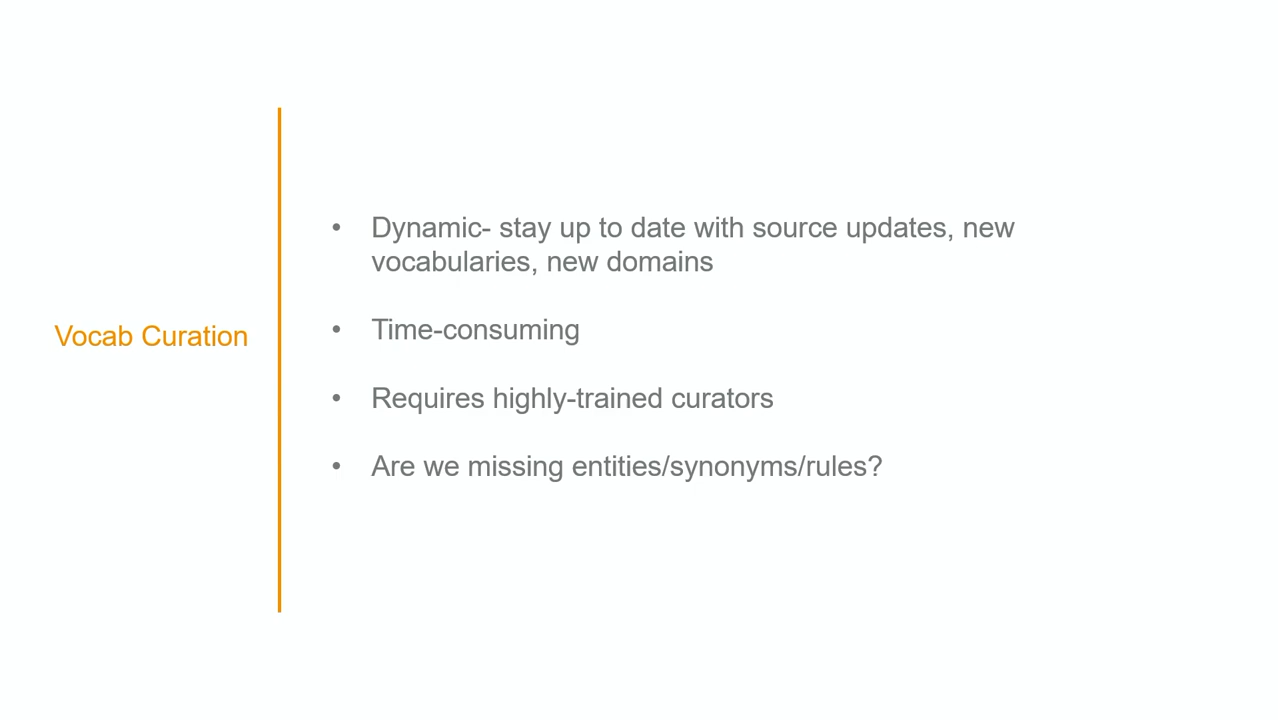 Vocab Curation
• Dynamic- stay up to date with source updates, new
vocabularies, new domains
• Time-consuming
• Requires highly-trained curators
• Are we missing entities/synonyms/rules?